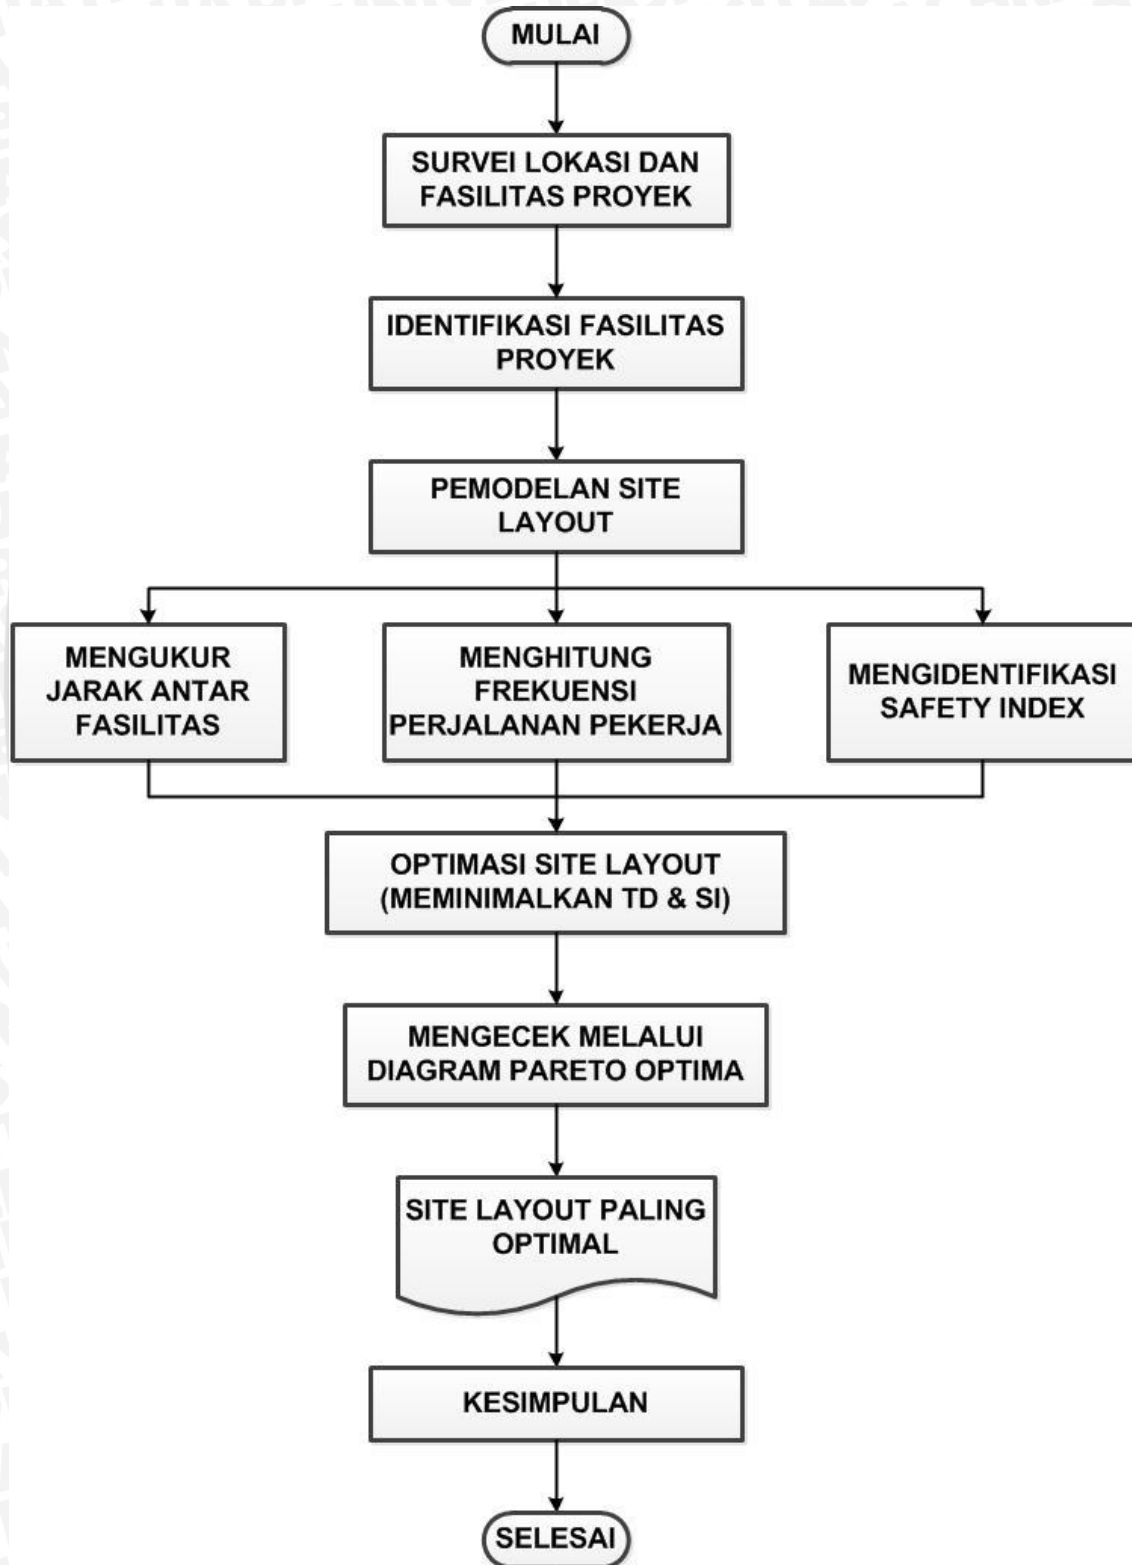 MULAI
SURVEI LOKASI DAN
FASILITAS PROYEK
IDENTIFIKASI FASILITAS
PROYEK
PEMODELAN SITE
LAYOUT
MENGUKUR
JARAK ANTAR
FASILITAS
MENGHITUNG
FREKUENSI
PERJALANAN PEKERJA
MENGIDENTIFIKASI
SAFETY INDEX
OPTIMASI SITE LAYOUT
(MEMINIMALKAN TD & SI)
MENGECEK MELALUI
DIAGRAM PARETO OPTIMA
SITE LAYOUT PALING
OPTIMAL
KESIMPULAN
SELESAI